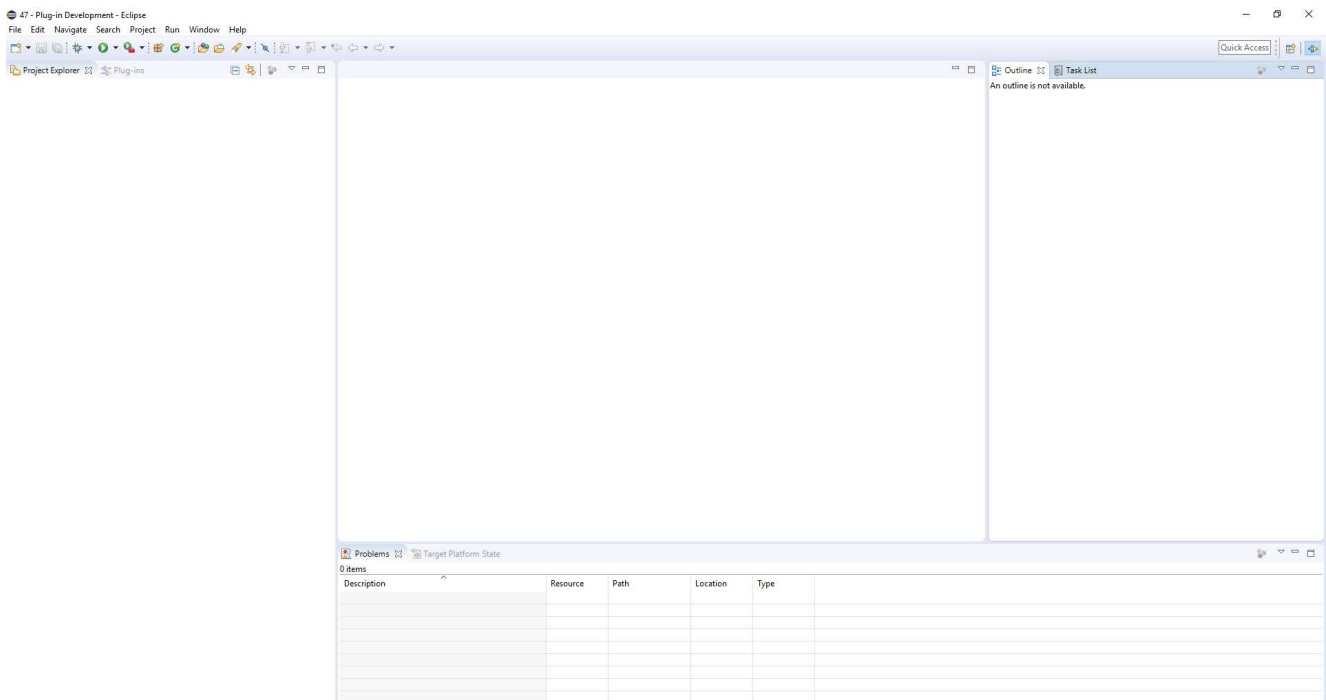 47 - Plug-in Development - Eclipse
File Edit Navigate Search Project Run Window Help
Quick Access
Project Explorer Plug-ins
Outline Task List
An outline is not available.
Problems Target Platform State
0 items
Description Resource Path Location Type